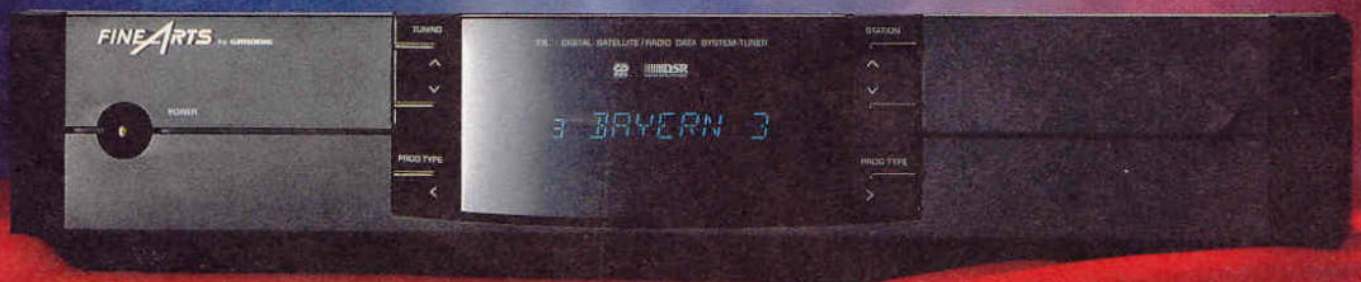 FINE ARTS by GRUNDIG
POWER
TUNING
PROG TYPE
DIGITAL SATELLITE / RADIO DATA SYSTEM-TUNER
DSR
3 BAYERN 3
STATION
PROG TYPE